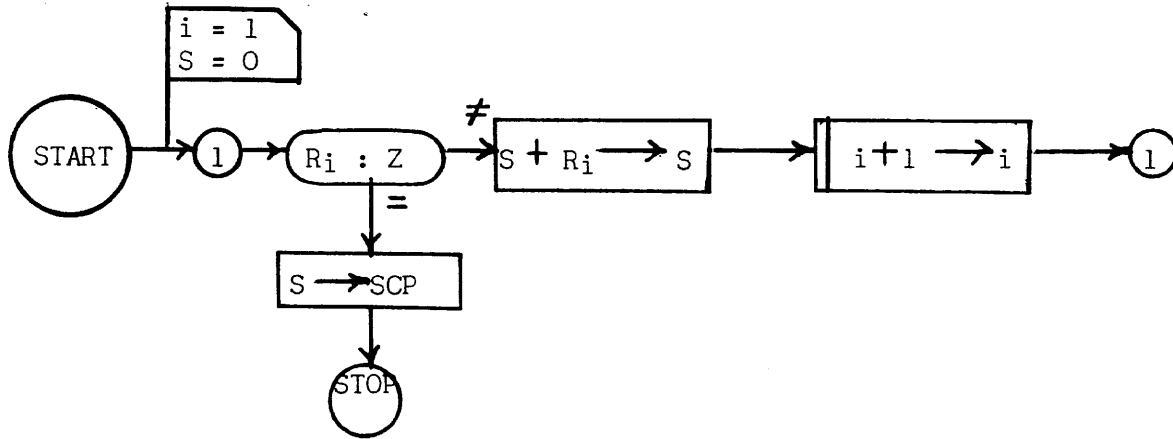 i = 1
S = 0
START
1
Ri : Z
≠
S + Ri → S
i+1 → i
1
=
S → SCP
STOP